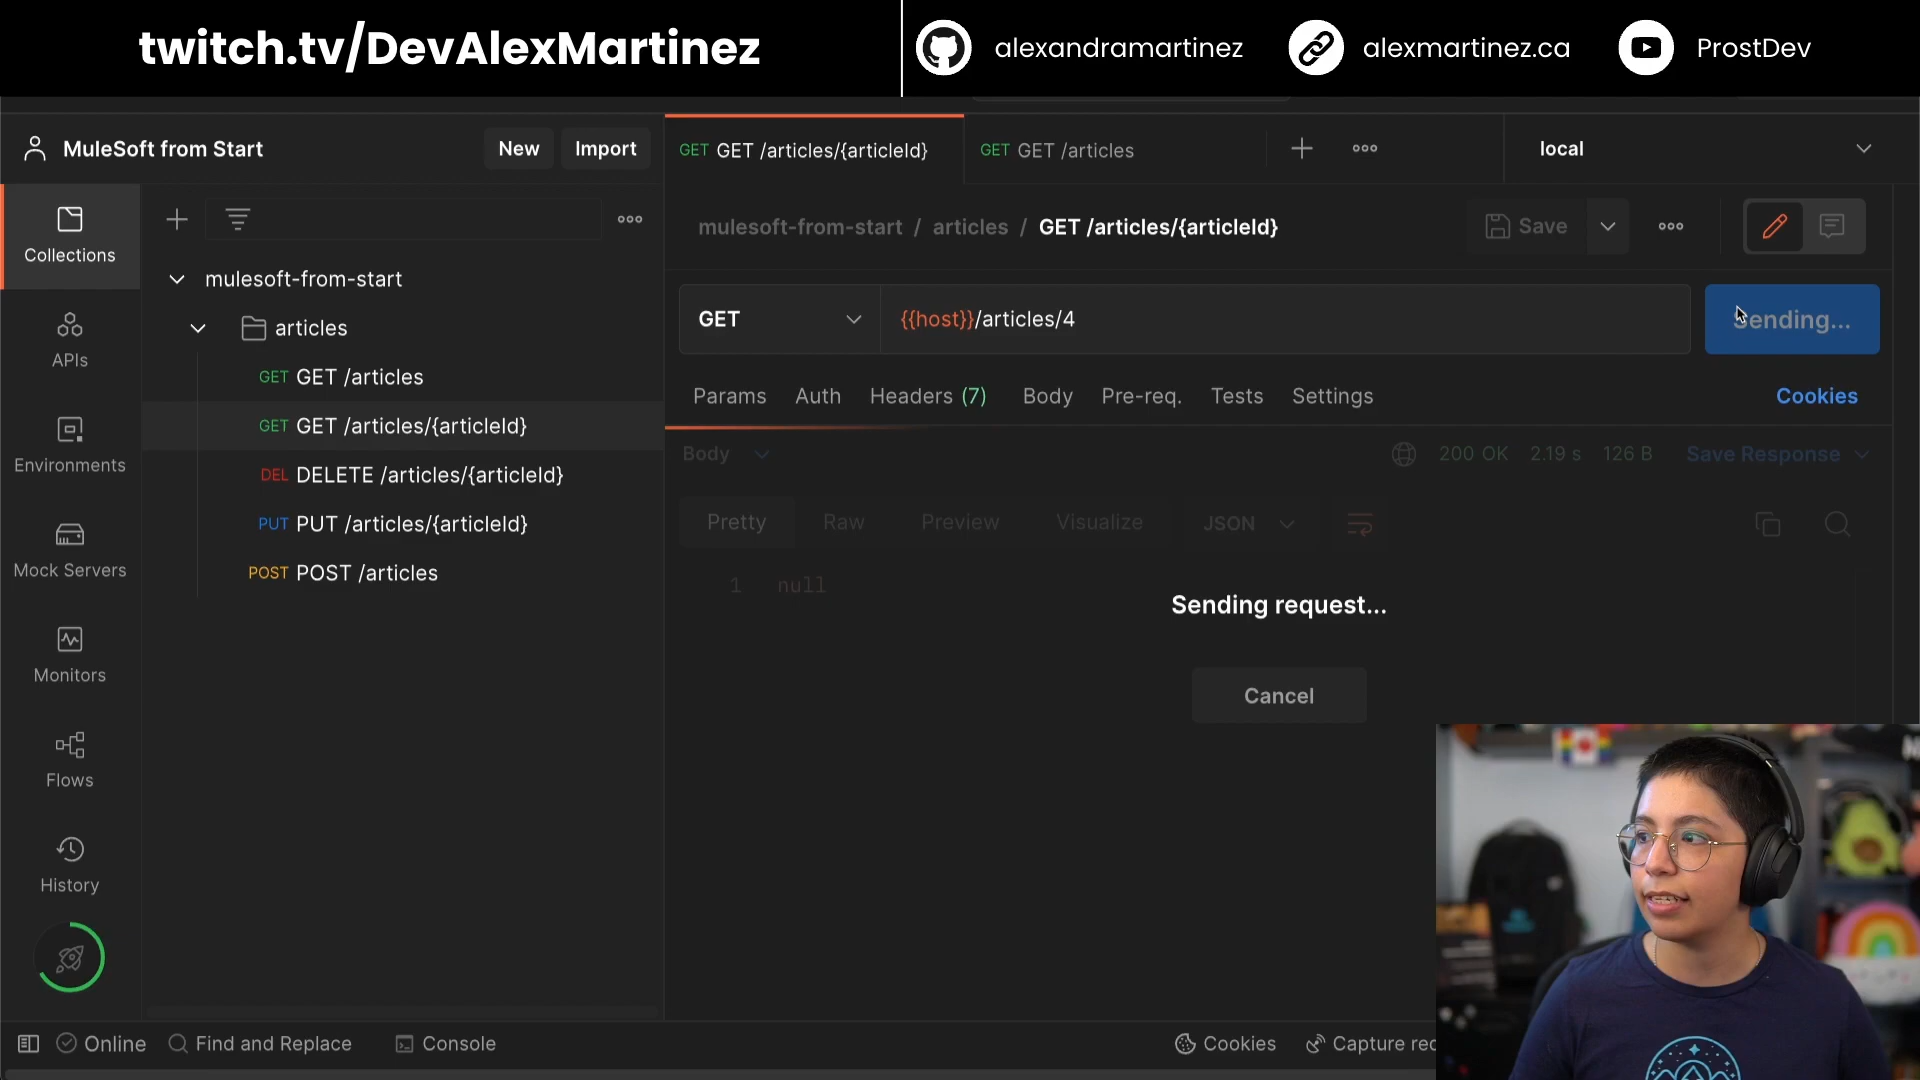 twitch.tv/DevAlexMartinez
alexandramartinez
alexmartinez.ca
ProstDev
MuleSoft from Start
New
Import
GET GET /articles/{articleId}
GET GET /articles
local
Collections
APIs
Environments
Mock Servers
Monitors
Flows
History
mulesoft-from-start
articles
GET GET /articles
GET GET /articles/{articleId}
DEL DELETE /articles/{articleId}
PUT PUT /articles/{articleId}
POST POST /articles
mulesoft-from-start / articles / GET /articles/{articleId}
Save
GET
{{host}}/articles/4
Sending...
Params Auth Headers (7) Body Pre-req. Tests Settings
Cookies
Body
200 OK 2.19 s 126 B Save Response
Pretty Raw Preview Visualize JSON
1 null
Sending request...
Cancel
Online Find and Replace Console
Cookies Capture req